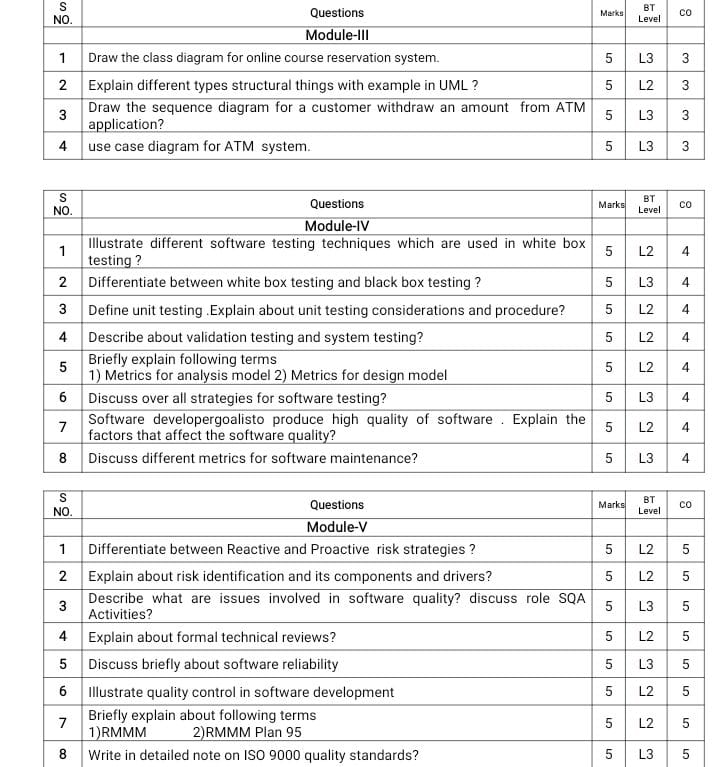 S NO. Questions Marks BT Level CO
Module-III
1 Draw the class diagram for online course reservation system. 5 L3 3
2 Explain different types structural things with example in UML ? 5 L2 3
3 Draw the sequence diagram for a customer withdraw an amount from ATM
application? 5 L3 3
4 use case diagram for ATM system. 5 L3 3
S NO. Questions Marks BT Level CO
Module-IV
1 Illustrate different software testing techniques which are used in white box
testing ? 5 L2 4
2 Differentiate between white box testing and black box testing ? 5 L3 4
3 Define unit testing .Explain about unit testing considerations and procedure? 5 L2 4
4 Describe about validation testing and system testing? 5 L2 4
5 Briefly explain following terms
1) Metrics for analysis model 2) Metrics for design model 5 L2 4
6 Discuss over all strategies for software testing? 5 L3 4
7 Software developergoalisto produce high quality of software . Explain the
factors that affect the software quality? 5 L2 4
8 Discuss different metrics for software maintenance? 5 L3 4
S NO. Questions Marks BT Level CO
Module-V
1 Differentiate between Reactive and Proactive risk strategies ? 5 L2 5
2 Explain about risk identification and its components and drivers? 5 L2 5
3 Describe what are issues involved in software quality? discuss role SQA
Activities? 5 L3 5
4 Explain about formal technical reviews? 5 L2 5
5 Discuss briefly about software reliability 5 L3 5
6 Illustrate quality control in software development 5 L2 5
7 Briefly explain about following terms
1)RMMM 2)RMMM Plan 95 5 L2 5
8 Write in detailed note on ISO 9000 quality standards? 5 L3 5